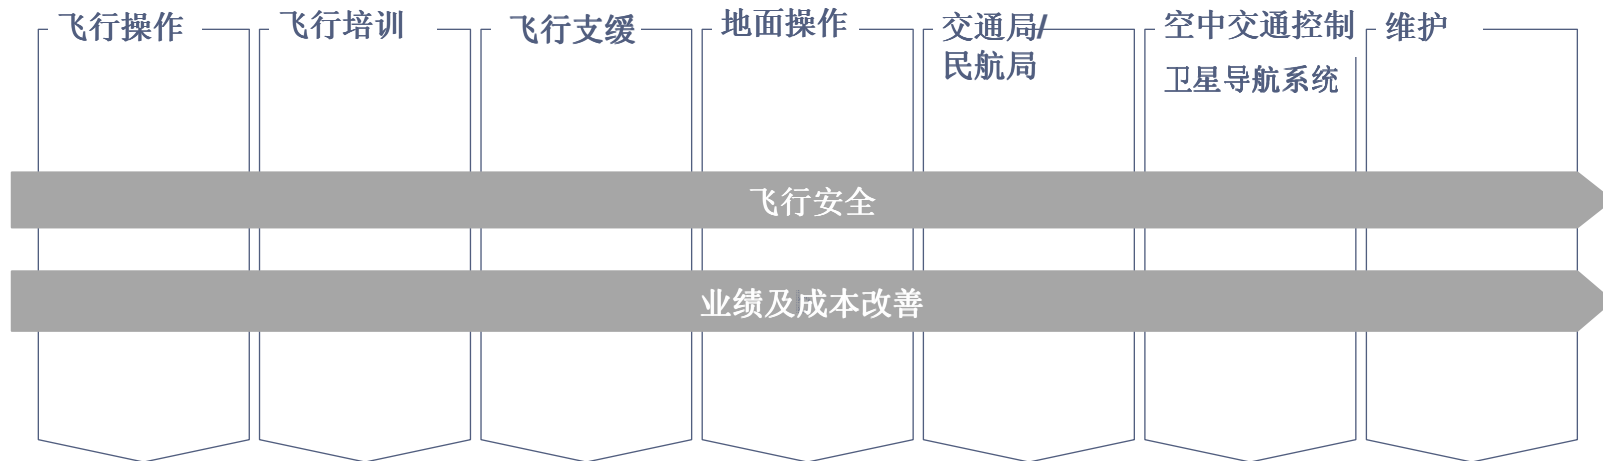 飞行操作
飞行培训
飞行支缓
地面操作
交通局/
民航局
空中交通控制
卫星导航系统
维护
飞行安全
业绩及成本改善